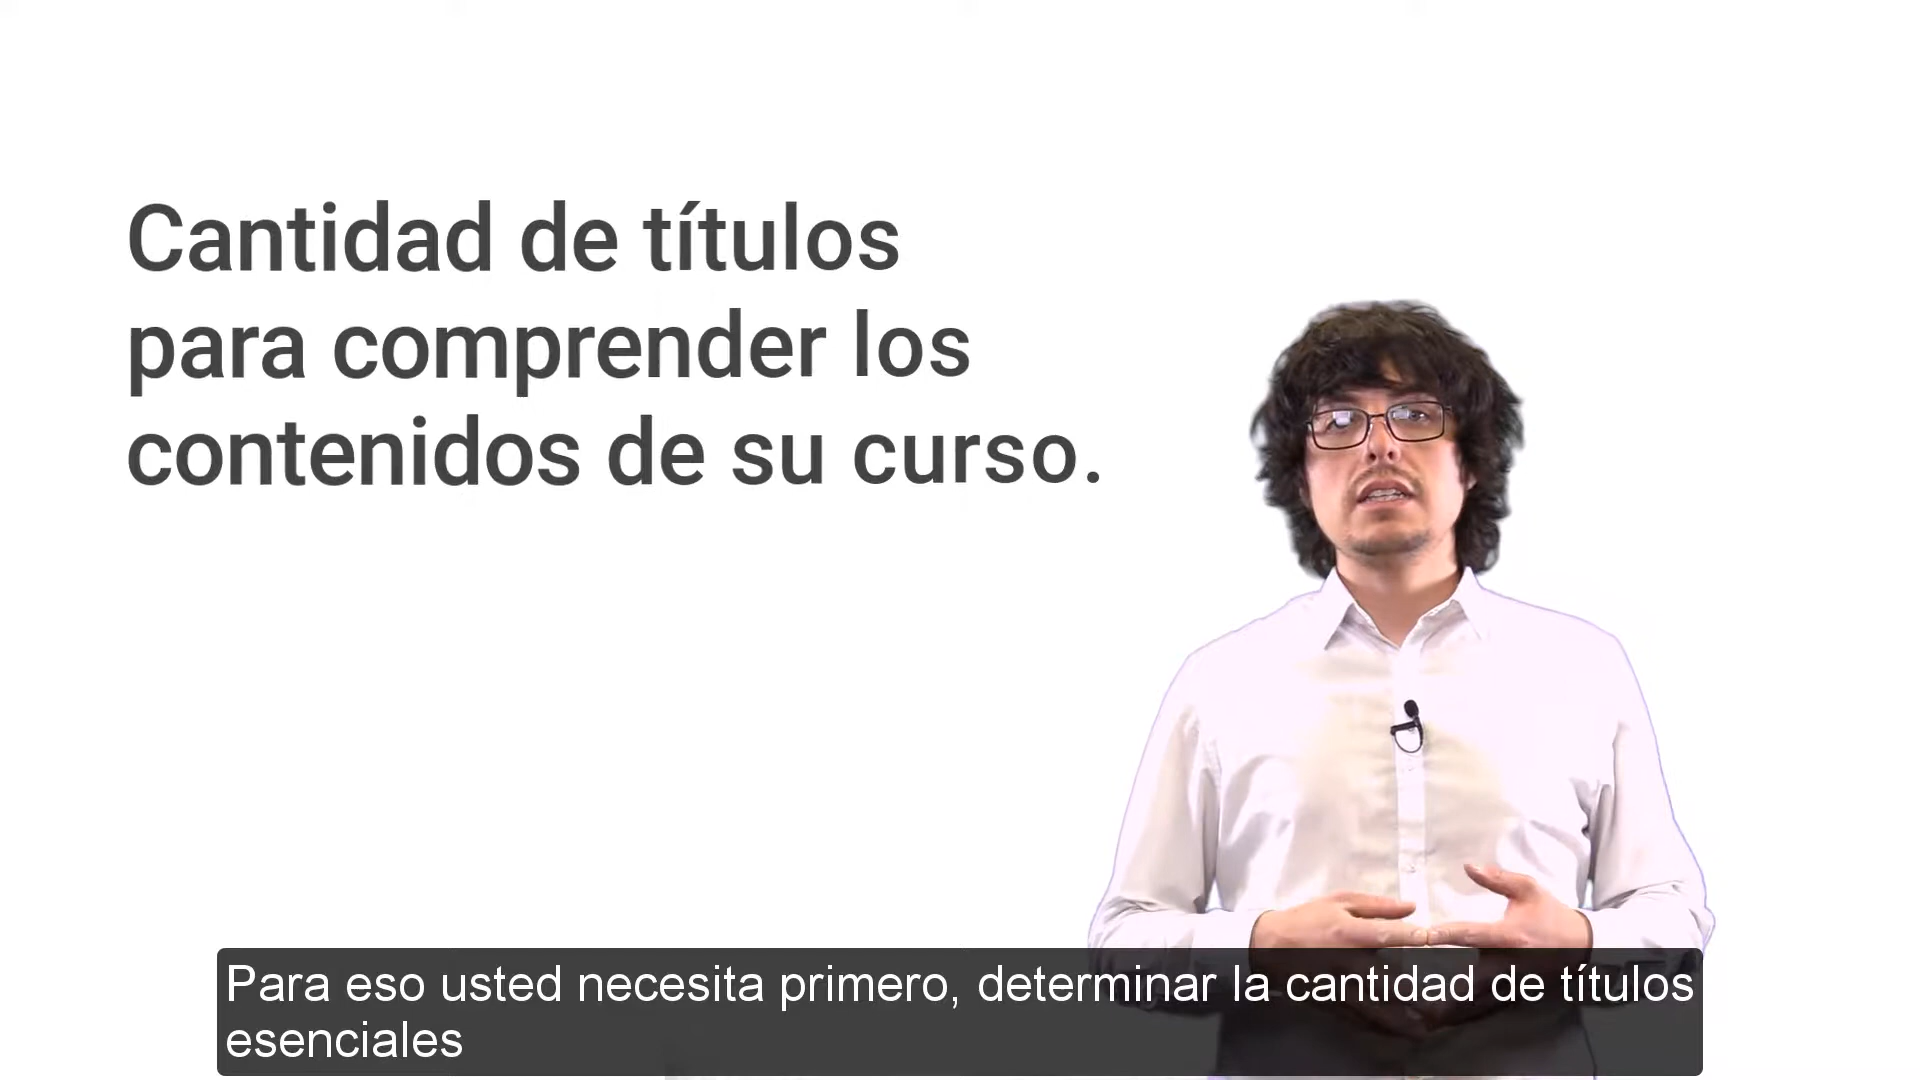 Cantidad de títulos
para comprender los
contenidos de su curso.
Para eso usted necesita primero, determinar la cantidad de títulos
esenciales